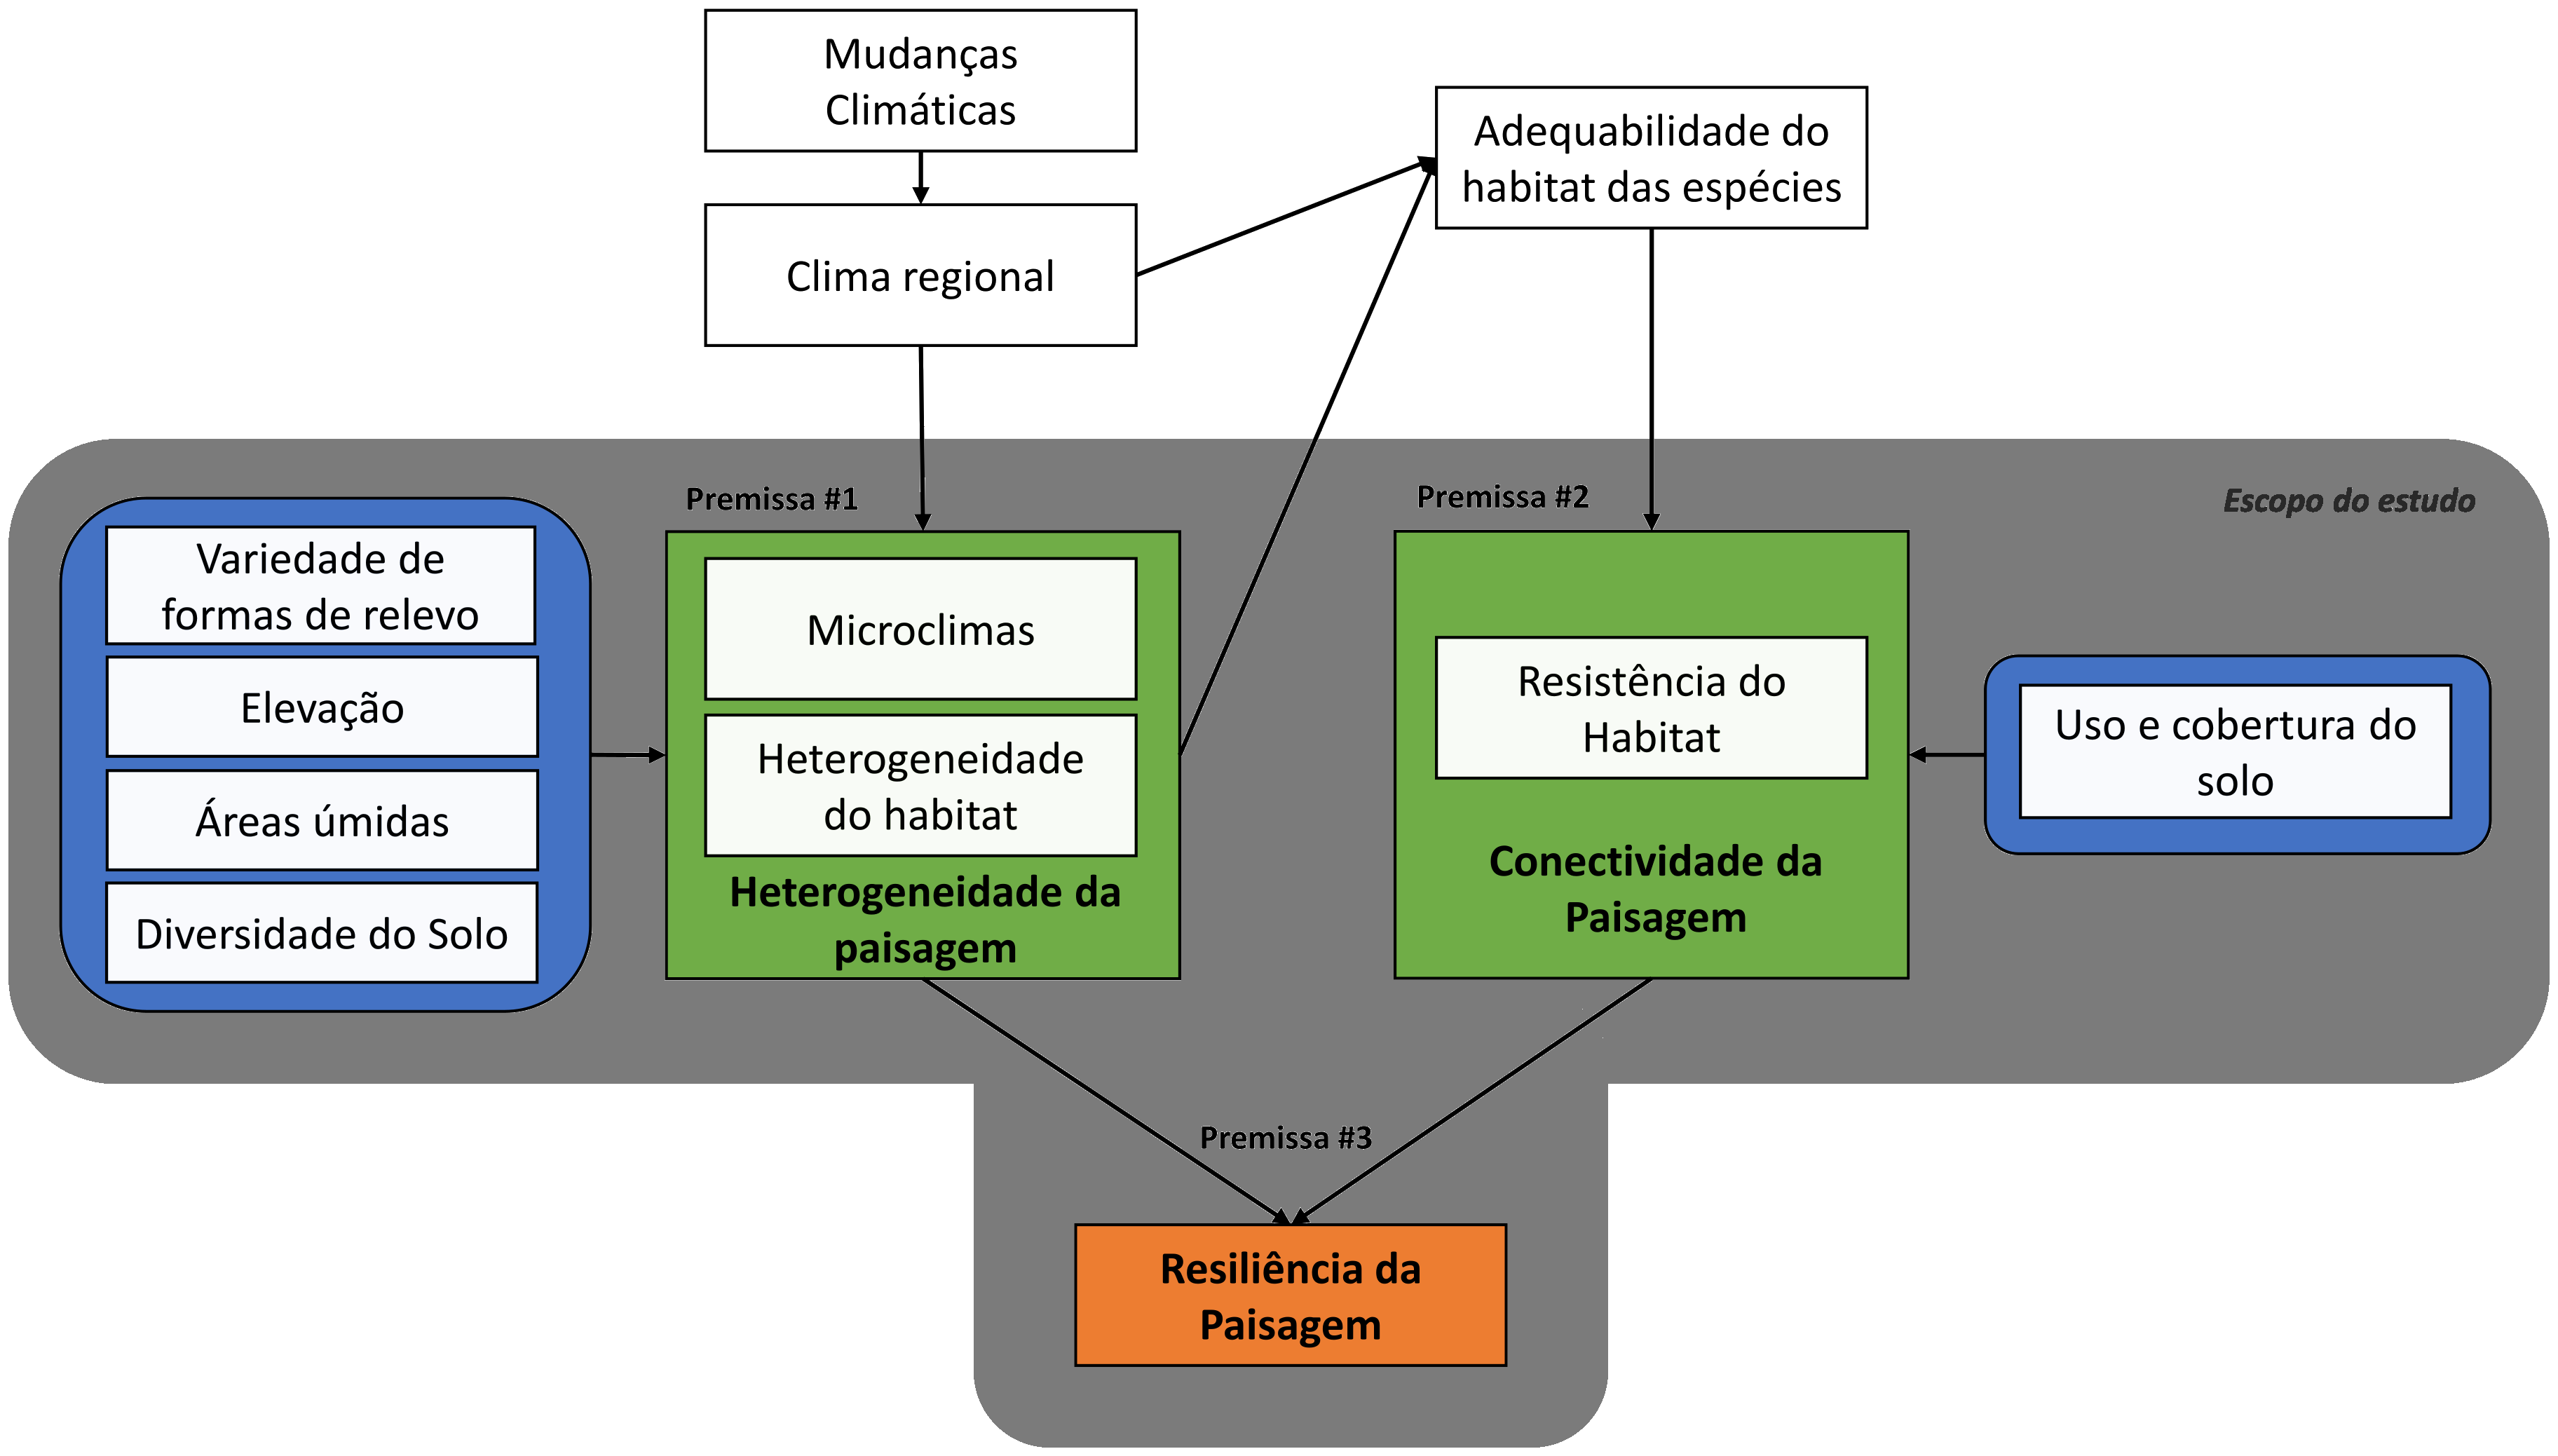 Mudanças
Climáticas
Adequabilidade do
habitat das espécies
Clima regional
Premissa #1
Premissa #2
Escopo do estudo
Variedade de
formas de relevo
Elevação
Áreas úmidas
Diversidade do Solo
Microclimas
Heterogeneidade
do habitat
Heterogeneidade da
paisagem
Resistência do
Habitat
Conectividade da
Paisagem
Uso e cobertura do
solo
Premissa #3
Resiliência da
Paisagem